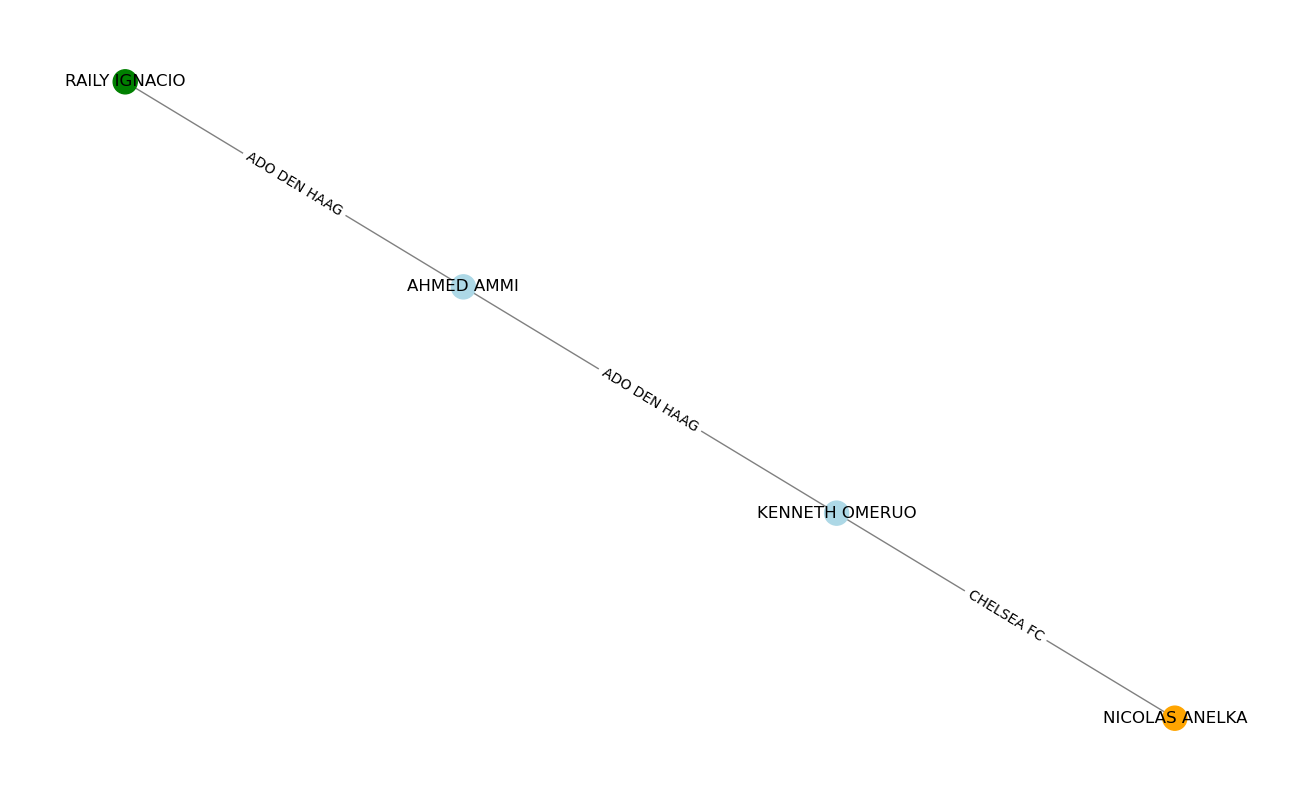 RAILY IGNACIO
ADO DEN HAAG
AHMED AMMI
ADO DEN HAAG
KENNETH OMERUO
CHELSEA FC
NICOLAS ANELKA